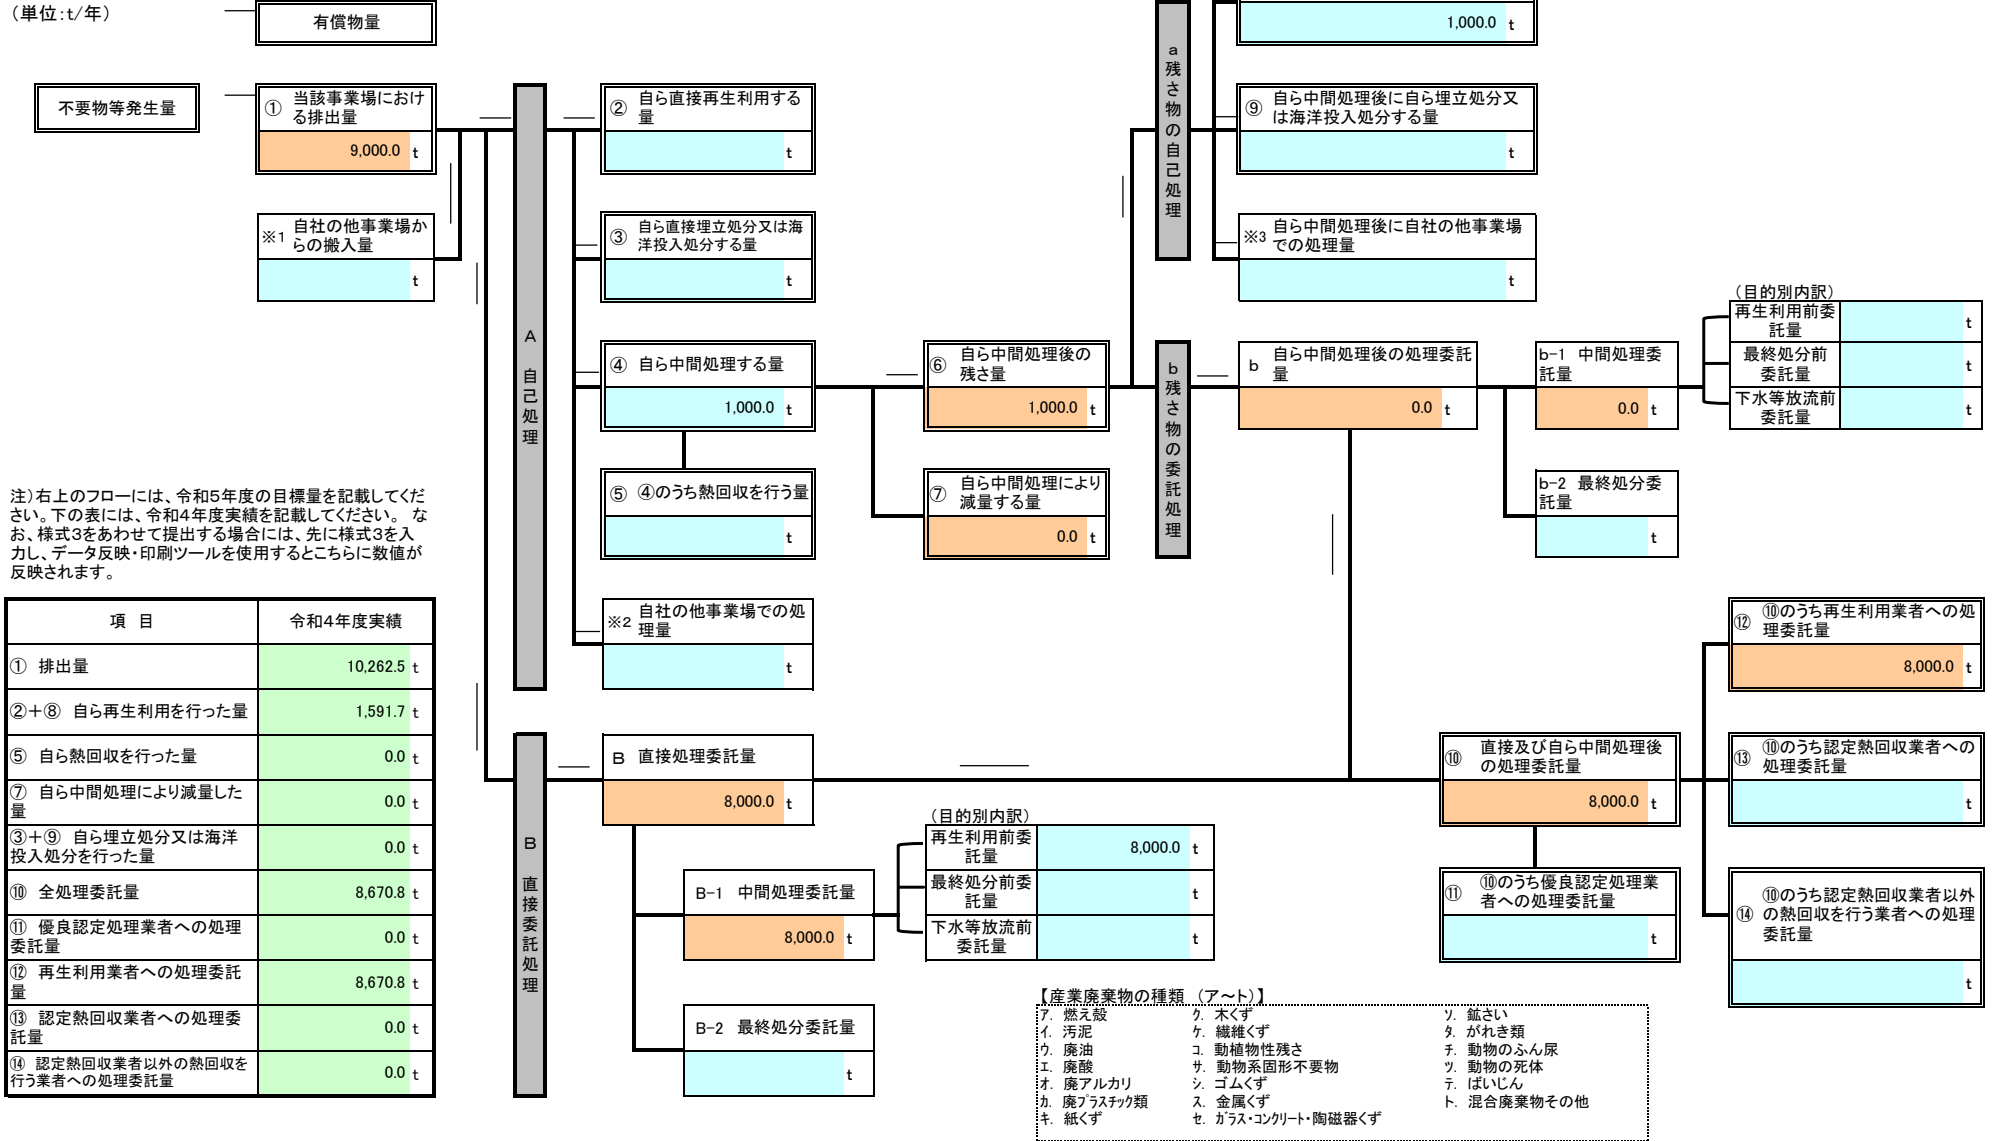 (単位:t/年)
有償物量
1,000.0 t
不要物等発生量
① 当該事業場におけ
る排出量
9,000.0 t
※1 自社の他事業場か
らの搬入量
t
A 自己処理
② 自ら直接再生利用する
量
t
③ 自ら直接埋立処分又は海
洋投入処分する量
t
④ 自ら中間処理する量
1,000.0 t
⑤ ④のうち熱回収を行う量
t
※2 自社の他事業場での処
理量
t
⑥ 自ら中間処理後の
残さ量
1,000.0 t
⑦ 自ら中間処理により
減量する量
0.0 t
a 残さ物の自己処理
⑨ 自ら中間処理後に自ら埋立処分又
は海洋投入処分する量
t
※3 自ら中間処理後に自社の他事業場
での処理量
t
b 残さ物の委託処理
b 自ら中間処理後の処理委託
量
0.0 t
b-1 中間処理委
託量
0.0 t
b-2 最終処分委
託量
t
(目的別内訳)
再生利用前委
託量
t
最終処分前
委託量
t
下水等放流前
委託量
t
注)右上のフローには、令和5年度の目標量を記載してくだ
さい。下の表には、令和4年度実績を記載してください。 な
お、様式3をあわせて提出する場合には、先に様式3を入
力し、データ反映・印刷ツールを使用するとこちらに数値が
反映されます。
項 目 令和4年度実績
① 排出量 10,262.5 t
②+⑧ 自ら再生利用を行った量 1,591.7 t
⑤ 自ら熱回収を行った量 0.0 t
⑦ 自ら中間処理により減量した
量 0.0 t
③+⑨ 自ら埋立処分又は海洋
投入処分を行った量 0.0 t
⑩ 全処理委託量 8,670.8 t
⑪ 優良認定処理業者への処理
委託量 0.0 t
⑫ 再生利用業者への処理委託
量 8,670.8 t
⑬ 認定熱回収業者への処理委
託量 0.0 t
⑭ 認定熱回収業者以外の熱回収を
行う業者への処理委託量 0.0 t
B 直接委託処理
B 直接処理委託量
8,000.0 t
B-1 中間処理委託量
8,000.0 t
B-2 最終処分委託量
t
(目的別内訳)
再生利用前委
託量
8,000.0 t
最終処分前委
託量
t
下水等放流前
委託量
t
⑩ 直接及び自ら中間処理後
の処理委託量
8,000.0 t
⑪ ⑩のうち優良認定処理業
者への処理委託量
t
⑫ ⑩のうち再生利用業者への処
理委託量
8,000.0 t
⑬ ⑩のうち認定熱回収業者への
処理委託量
t
⑭ ⑩のうち認定熱回収業者以外
の熱回収を行う業者への処理
委託量
t
【産業廃棄物の種類 (ア~ト)】
ア. 燃え殻 ク. 木くず ソ. 鉱さい
イ. 汚泥 ケ. 繊維くず タ. がれき類
ウ. 廃油 コ. 動植物性残さ チ. 動物のふん尿
エ. 廃酸 サ. 動物系固形不要物 ツ. 動物の死体
オ. 廃アルカリ シ. ゴムくず テ. ばいじん
カ. 廃プラスチック類 ス. 金属くず ト. 混合廃棄物その他
キ. 紙くず セ. ガラス・コンクリート・陶磁器くず